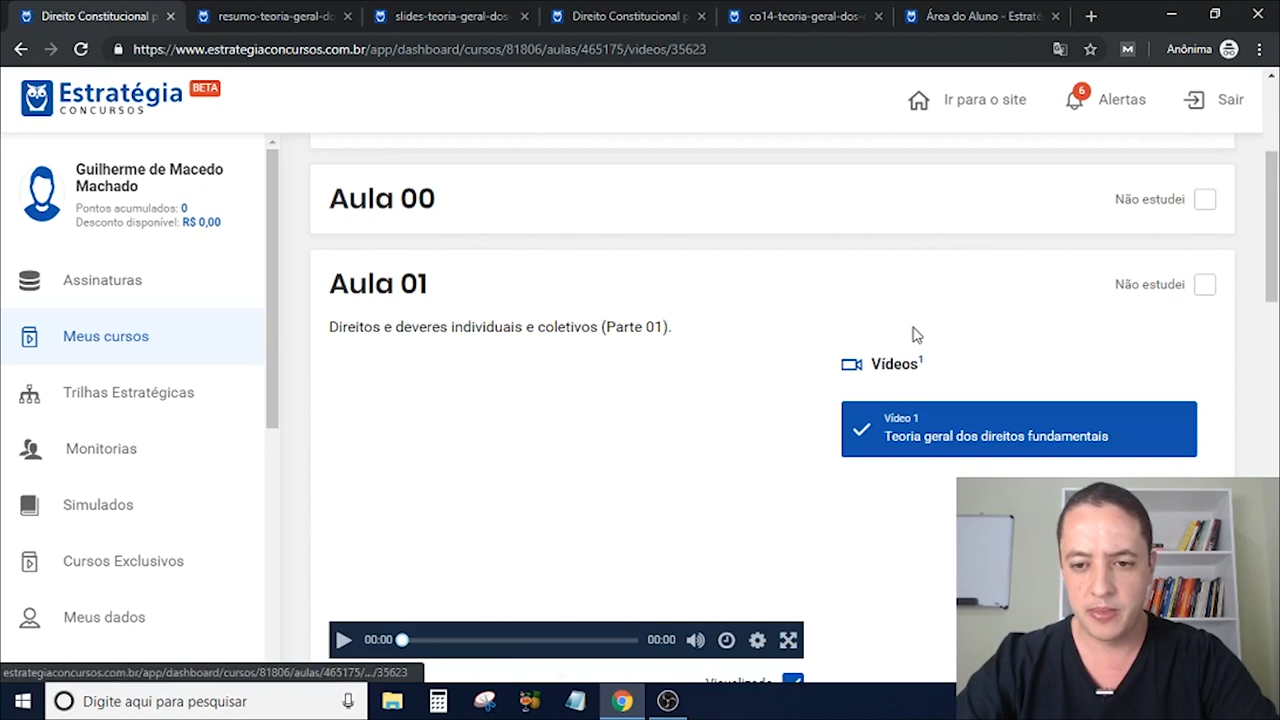 Direito Constitucional p
resumo-teoria-geral-do
slides-teoria-geral-dos-
Direito Constitucional p
co14-teoria-geral-dos-
Área do Aluno - Estraté
https://www.estrategiaconcursos.com.br/app/dashboard/cursos/81806/aulas/465175/videos/35623
M
Anônima
Estratégia
CONCURSOS
BETA
Ir para o site
6
Alertas
Sair
Guilherme de Macedo
Machado
Pontos acumulados: 0
Desconto disponível: R$ 0,00
Assinaturas
Meus cursos
Trilhas Estratégicas
Monitorias
Simulados
Cursos Exclusivos
Meus dados
Aula 00
Não estudei
Aula 01
Não estudei
Direitos e deveres individuais e coletivos (Parte 01).
Vídeos1
Vídeo 1
Teoria geral dos direitos fundamentais
00:00
00:00
Visualizado
estrategiaconcursos.com.br/app/dashboard/cursos/81806/aulas/465175/.../35623
Digite aqui para pesquisar